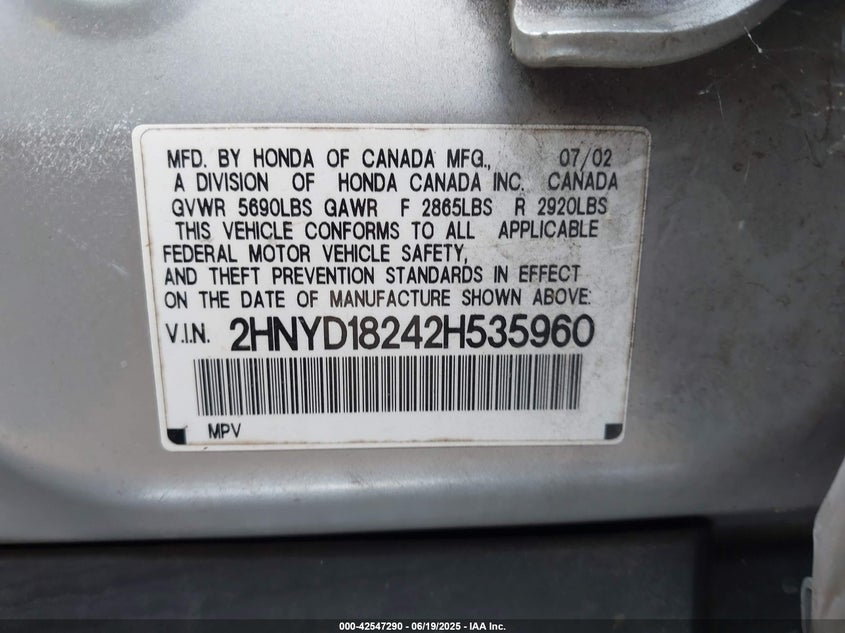 MFD. BY HONDA OF CANADA MFG., 07/02
A DIVISION OF HONDA CANADA INC. CANADA
GVWR 5690LBS GAWR F 2865LBS R 2920LBS
THIS VEHICLE CONFORMS TO ALL APPLICABLE
FEDERAL MOTOR VEHICLE SAFETY,
AND THEFT PREVENTION STANDARDS IN EFFECT
ON THE DATE OF MANUFACTURE SHOWN ABOVE:
V.I.N. 2HNYD18242H535960
MPV
000-42547290 - 06/19/2025 - IAA Inc.